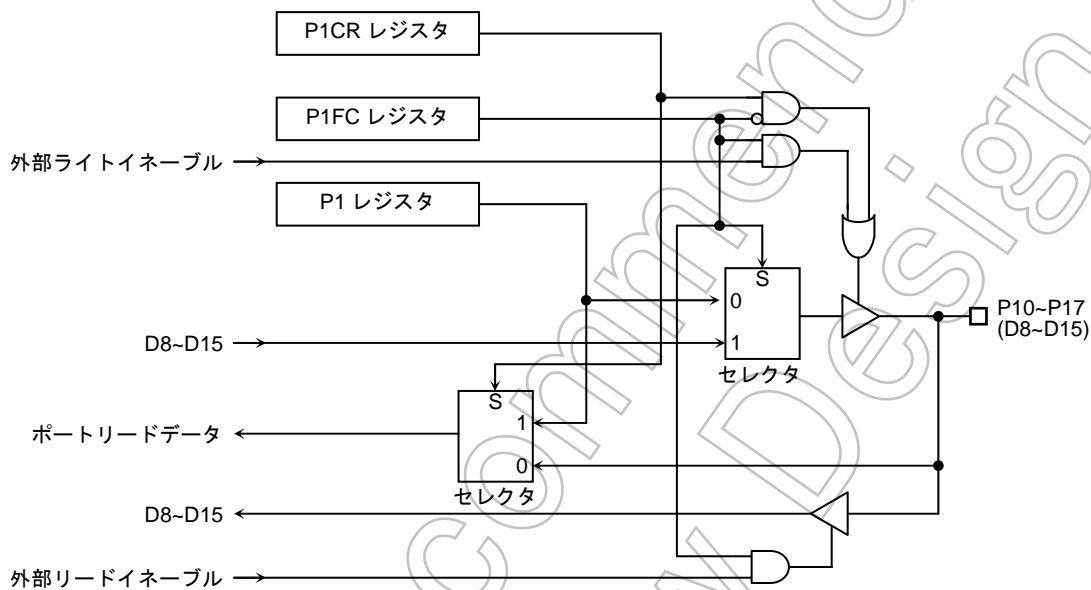 P1CR レジスタ
P1FC レジスタ
外部ライトイネーブル
P1 レジスタ
S
0
1
セレクタ
P10~P17
(D8~D15)
D8~D15
S
1
0
セレクタ
ポートリードデータ
D8~D15
外部リードイネーブル